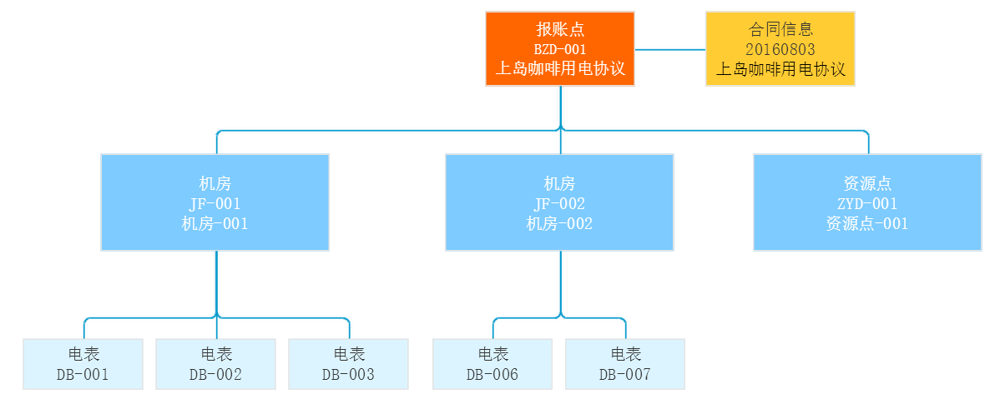 报账点
BZD-001
上岛咖啡用电协议
合同信息
20160803
上岛咖啡用电协议
机房
JF-001
机房-001
机房
JF-002
机房-002
资源点
ZYD-001
资源点-001
电表
DB-001
电表
DB-002
电表
DB-003
电表
DB-006
电表
DB-007